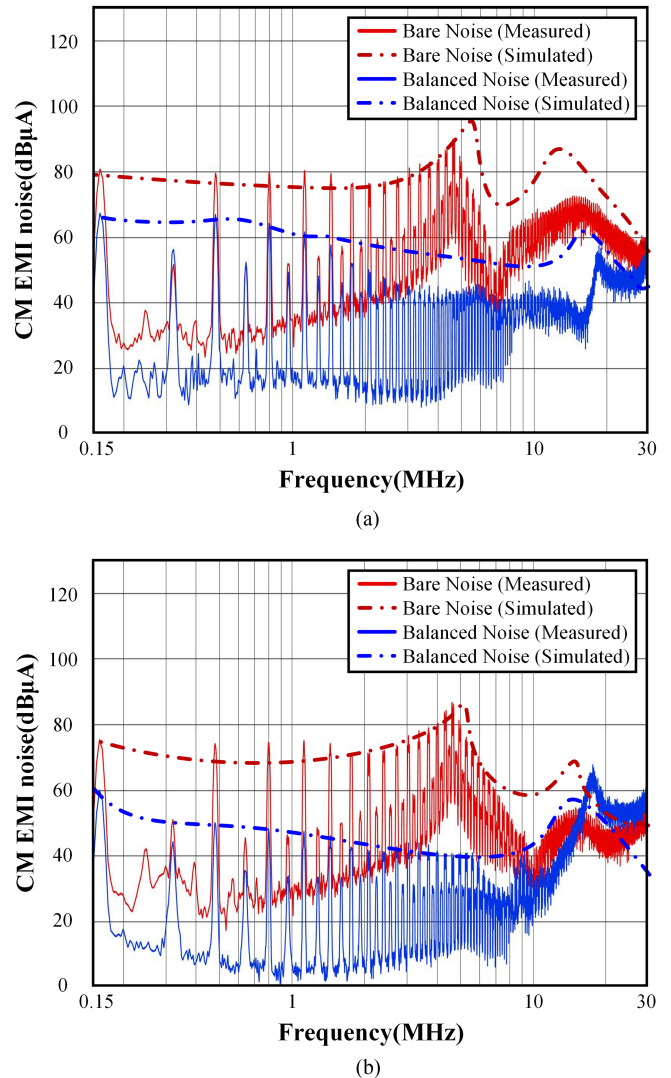 120
100
80
60
40
20
0
CM EMI noise(dBµA)
Bare Noise (Measured)
Bare Noise (Simulated)
Balanced Noise (Measured)
Balanced Noise (Simulated)
0.15
1
10
30
Frequency(MHz)
(a)
120
100
80
60
40
20
0
CM EMI noise(dBµA)
Bare Noise (Measured)
Bare Noise (Simulated)
Balanced Noise (Measured)
Balanced Noise (Simulated)
0.15
1
10
30
Frequency(MHz)
(b)